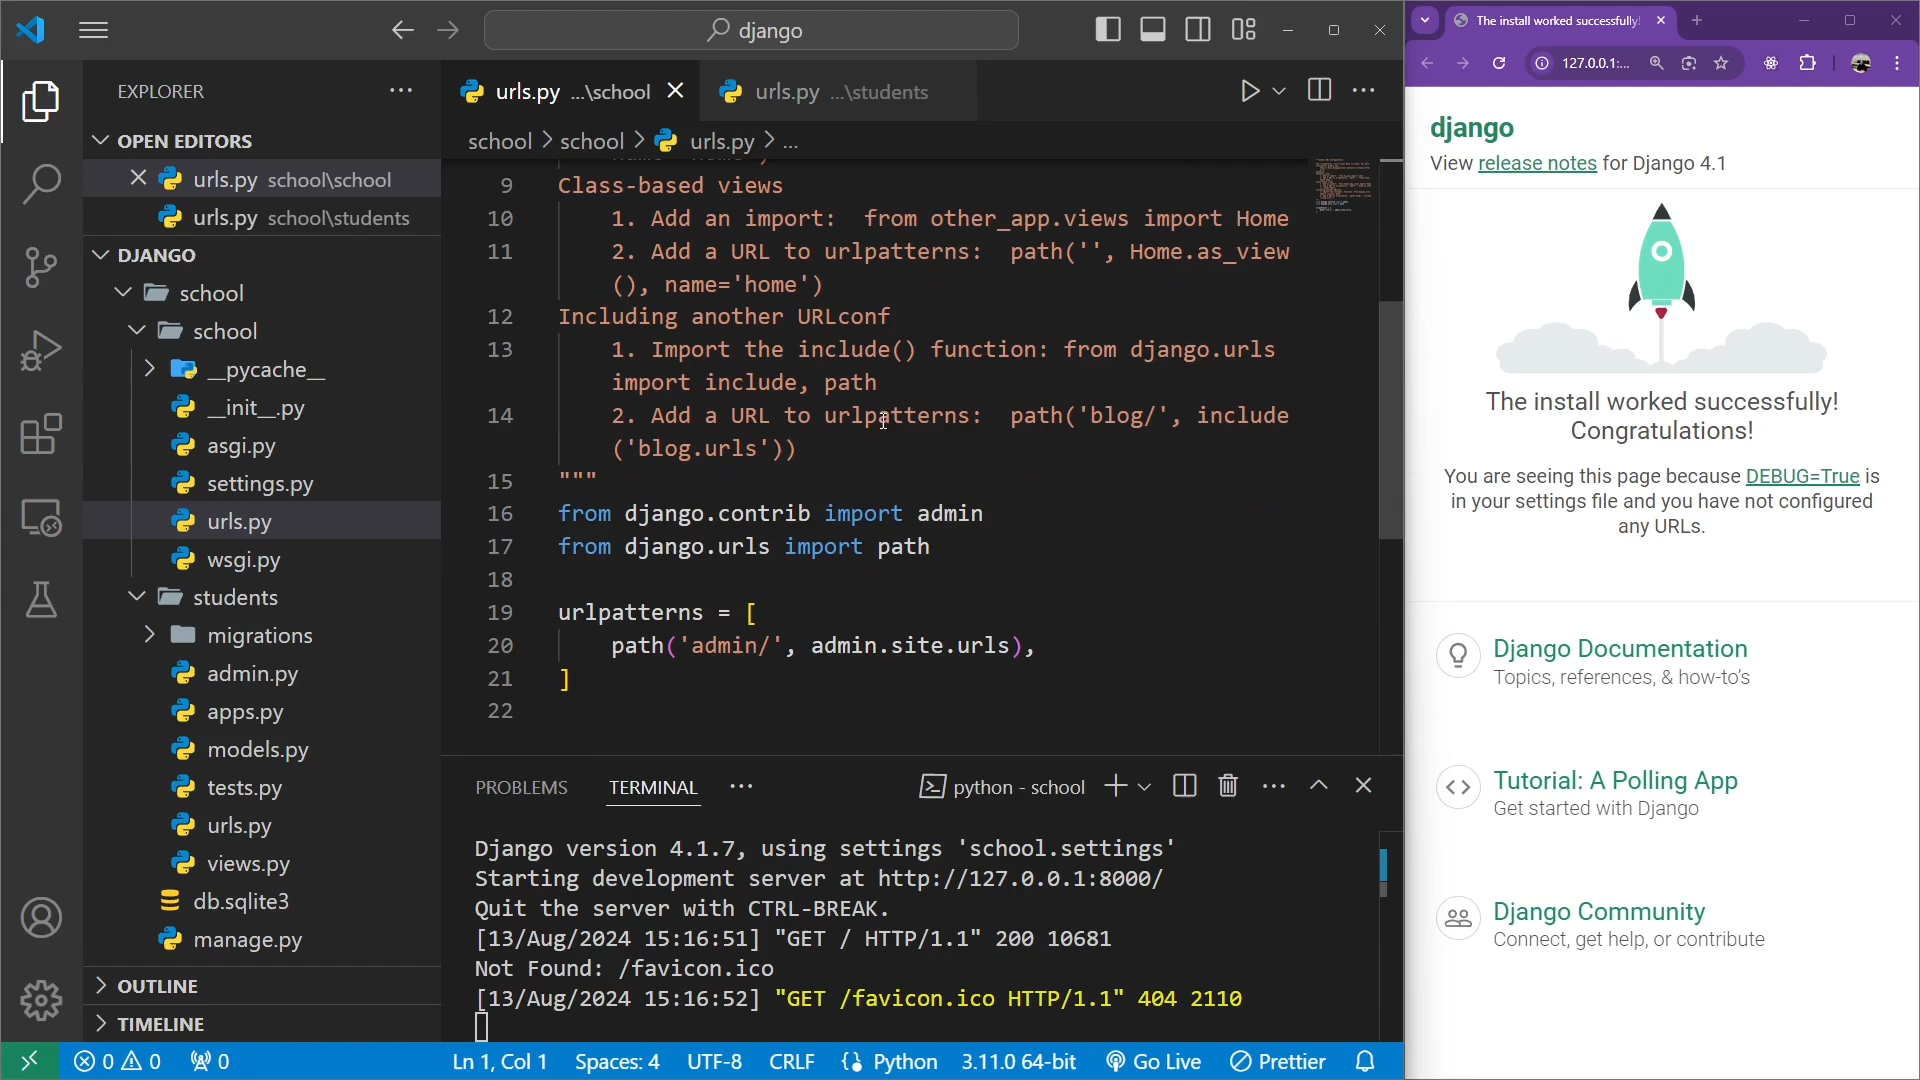 django
EXPLORER
OPEN EDITORS
urls.py school\school
urls.py school\students
DJANGO
school
school
__pycache__
__init__.py
asgi.py
settings.py
urls.py
wsgi.py
students
migrations
admin.py
apps.py
models.py
tests.py
urls.py
views.py
db.sqlite3
manage.py
OUTLINE
TIMELINE
urls.py ...\school
urls.py ...\students
school > school > urls.py > ...
9 Class-based views
10 1. Add an import:  from other_app.views import Home
11 2. Add a URL to urlpatterns:  path('', Home.as_view
(), name='home')
12 Including another URLconf
13 1. Import the include() function: from django.urls
import include, path
14 2. Add a URL to urlpatterns:  path('blog/', include
('blog.urls'))
15 """
16 from django.contrib import admin
17 from django.urls import path
18
19 urlpatterns = [
20 path('admin/', admin.site.urls),
21 ]
22
PROBLEMS TERMINAL
python - school
Django version 4.1.7, using settings 'school.settings'
Starting development server at http://127.0.0.1:8000/
Quit the server with CTRL-BREAK.
[13/Aug/2024 15:16:51] "GET / HTTP/1.1" 200 10681
Not Found: /favicon.ico
[13/Aug/2024 15:16:52] "GET /favicon.ico HTTP/1.1" 404 2110
0 0 0 Ln 1, Col 1 Spaces: 4 UTF-8 CRLF Python 3.11.0 64-bit Go Live Prettier
The install worked successfully!
127.0.0.1:...
django
View release notes for Django 4.1
The install worked successfully!
Congratulations!
You are seeing this page because DEBUG=True is
in your settings file and you have not configured
any URLs.
Django Documentation
Topics, references, & how-to's
Tutorial: A Polling App
Get started with Django
Django Community
Connect, get help, or contribute